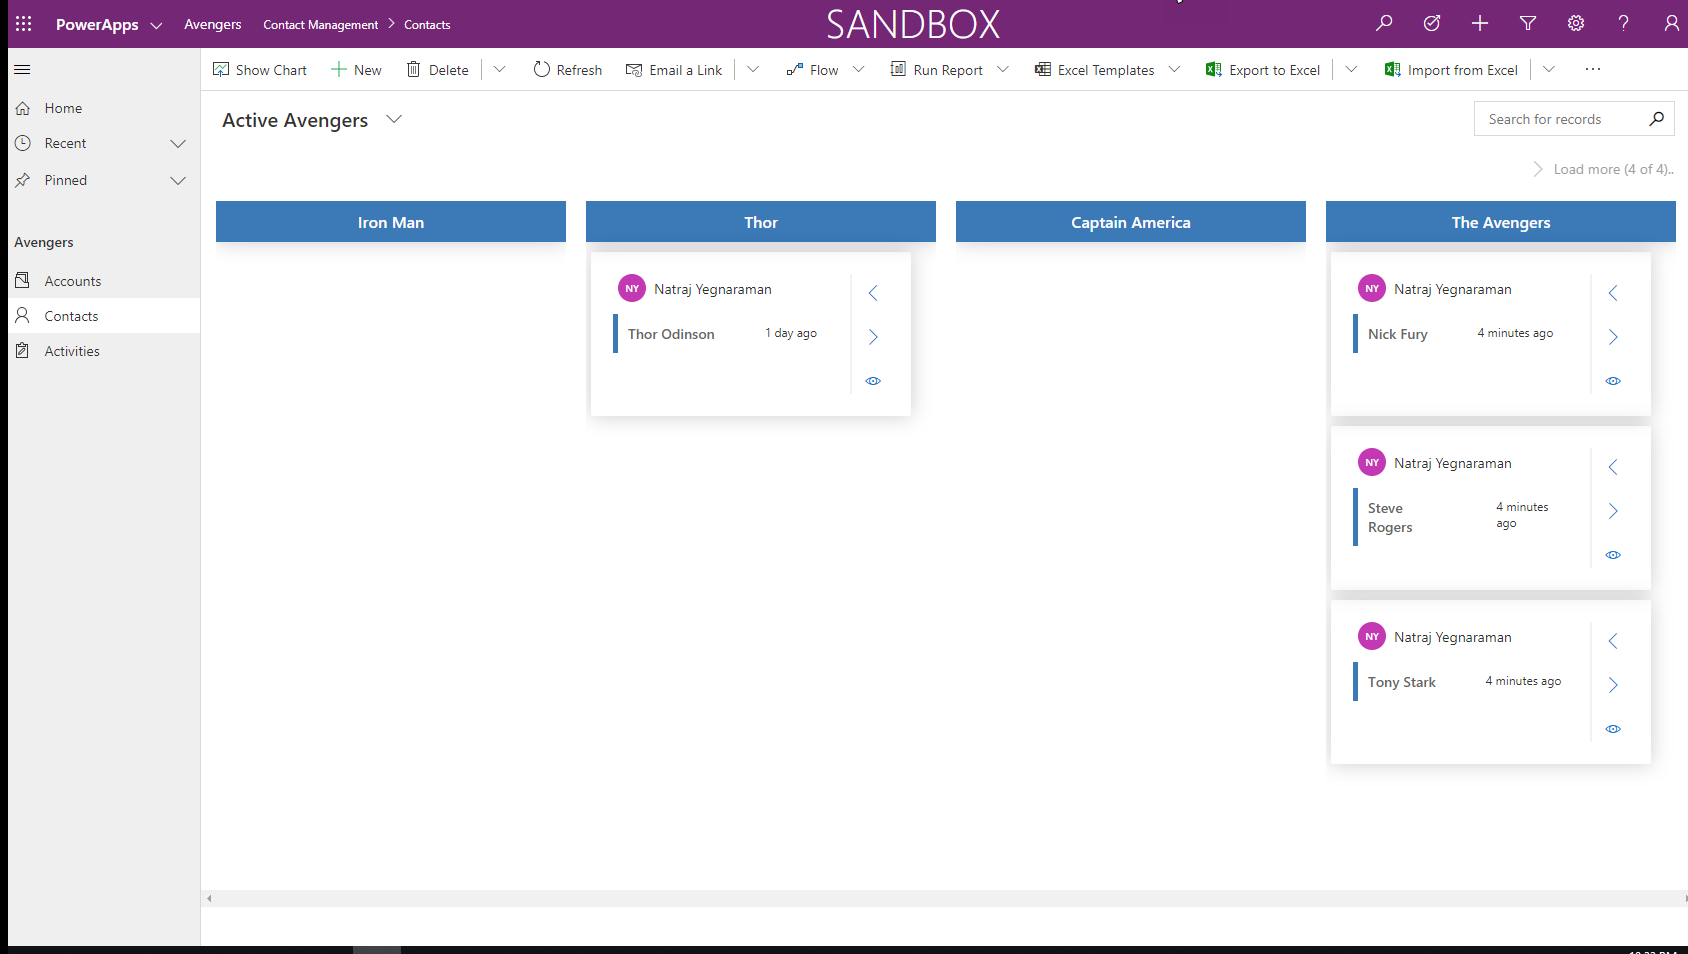 PowerApps Avengers Contact Management Contacts SANDBOX
Show Chart New Delete Refresh Email a Link Flow Run Report Excel Templates Export to Excel Import from Excel ...
Home
Recent
Pinned
Avengers
Accounts
Contacts
Activities
Active Avengers
Search for records
Load more (4 of 4)..
Iron Man
Thor
NY Natraj Yegnaraman
Thor Odinson 1 day ago
Captain America
The Avengers
NY Natraj Yegnaraman
Nick Fury 4 minutes ago
NY Natraj Yegnaraman
Steve 4 minutes
Rogers ago
NY Natraj Yegnaraman
Tony Stark 4 minutes ago